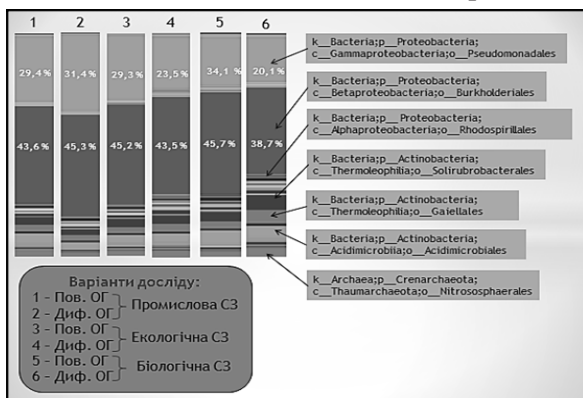 1 2 3 4 5 6
29,4% 31,4% 29,3% 23,5% 34,1% 20,1%
43,6% 45,3% 45,2% 43,5% 45,7% 38,7%
k__Bacteria;p__Proteobacteria;
c__Gammaproteobacteria;o__Pseudomonadales
k__Bacteria;p__Proteobacteria;
c__Betaproteobacteria;o__Burkholderiales
k__Bacteria;p__ Proteobacteria;
c__Alphaproteobacteria;o__Rhodospirillales
k__Bacteria;p__Actinobacteria;
c__Thermoleophilia;o__Solirubrobacterales
k__Bacteria;p__Actinobacteria;
c__Thermoleophilia;o__Gaiellales
k__Bacteria;p__Actinobacteria;
c__Acidimicrobiia;o__Acidimicrobiales
k__Archaea;p__Crenarchaeota;
c__Thaumarchaeota;o__Nitrososphaerales
Варіанти досліду:
1 – Пов. ОГ
2 – Диф. ОГ
Промислова СЗ
3 – Пов. ОГ
4 – Диф. ОГ
Екологічна СЗ
5 – Пов. ОГ
6 – Диф. ОГ
Біологічна СЗ